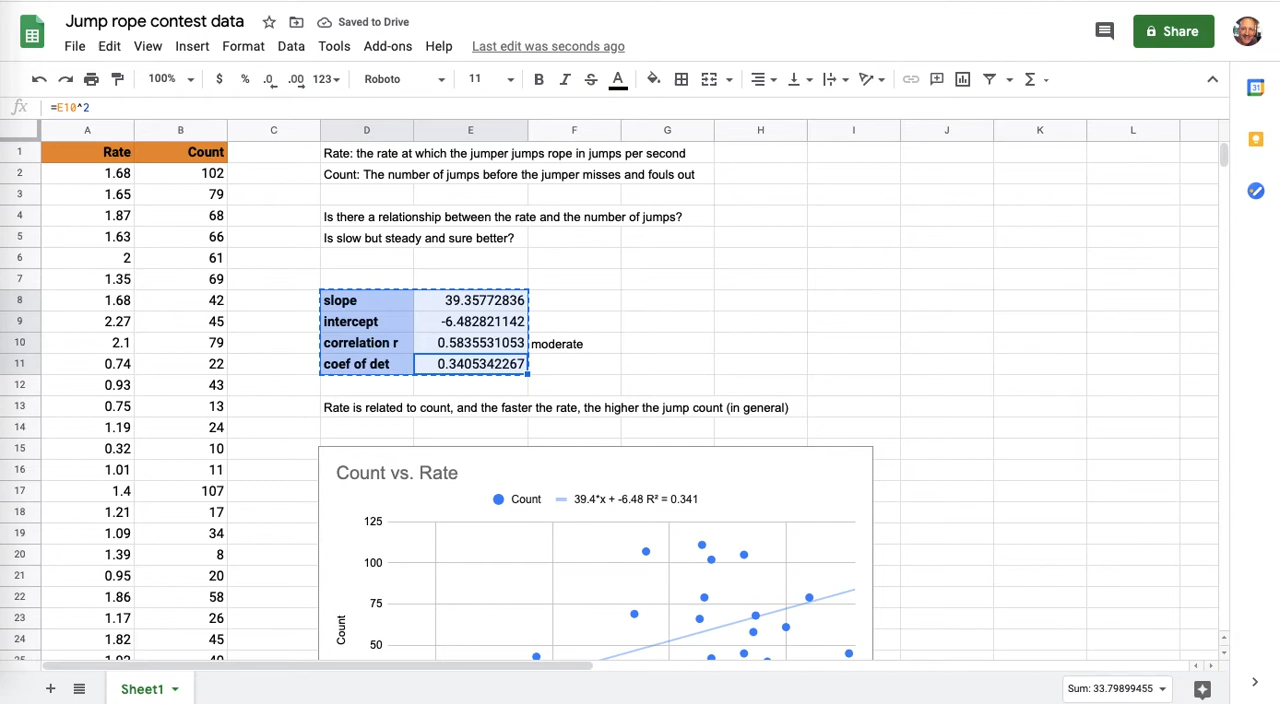 Jump rope contest data
Saved to Drive
File Edit View Insert Format Data Tools Add-ons Help Last edit was seconds ago
Share
100% $ % .0 .00 123 Roboto 11 B I S A Σ
31
fx =E10^2
A B C D E F G H I J K L
1 Rate Count Rate: the rate at which the jumper jumps rope in jumps per second
2 1.68 102 Count: The number of jumps before the jumper misses and fouls out
3 1.65 79
4 1.87 68 Is there a relationship between the rate and the number of jumps?
5 1.63 66 Is slow but steady and sure better?
6 2 61
7 1.35 69
8 1.68 42 slope 39.35772836
9 2.27 45 intercept -6.482821142
10 2.1 79 correlation r 0.5835531053 moderate
11 0.74 22 coef of det 0.3405342267
12 0.93 43
13 0.75 13 Rate is related to count, and the faster the rate, the higher the jump count (in general)
14 1.19 24
15 0.32 10
16 1.01 11
17 1.4 107
18 1.21 17
19 1.09 34
20 1.39 8
21 0.95 20
22 1.86 58
23 1.17 26
24 1.82 45
Count vs. Rate
Count 39.4*x + -6.48 R² = 0.341
125
100
75
50
Count
Sheet1
Sum: 33.79899455